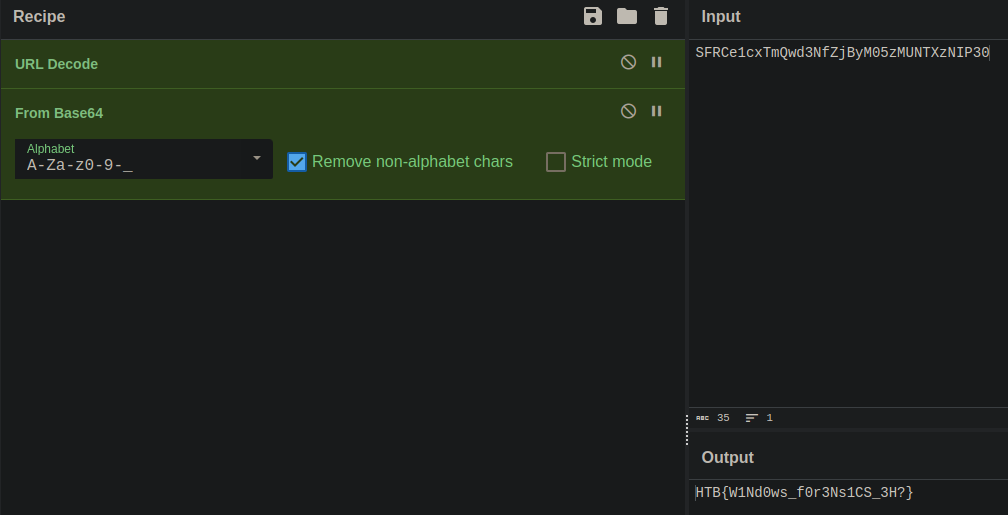 Recipe
URL Decode
From Base64
Alphabet
A-Za-z0-9-_
Remove non-alphabet chars
Strict mode
Input
SFRCe1cxTmQwd3NfZjByM05zMUNTXzNIP30
ABC 35 1
Output
HTB{W1Nd0ws_f0r3Ns1CS_3H?}